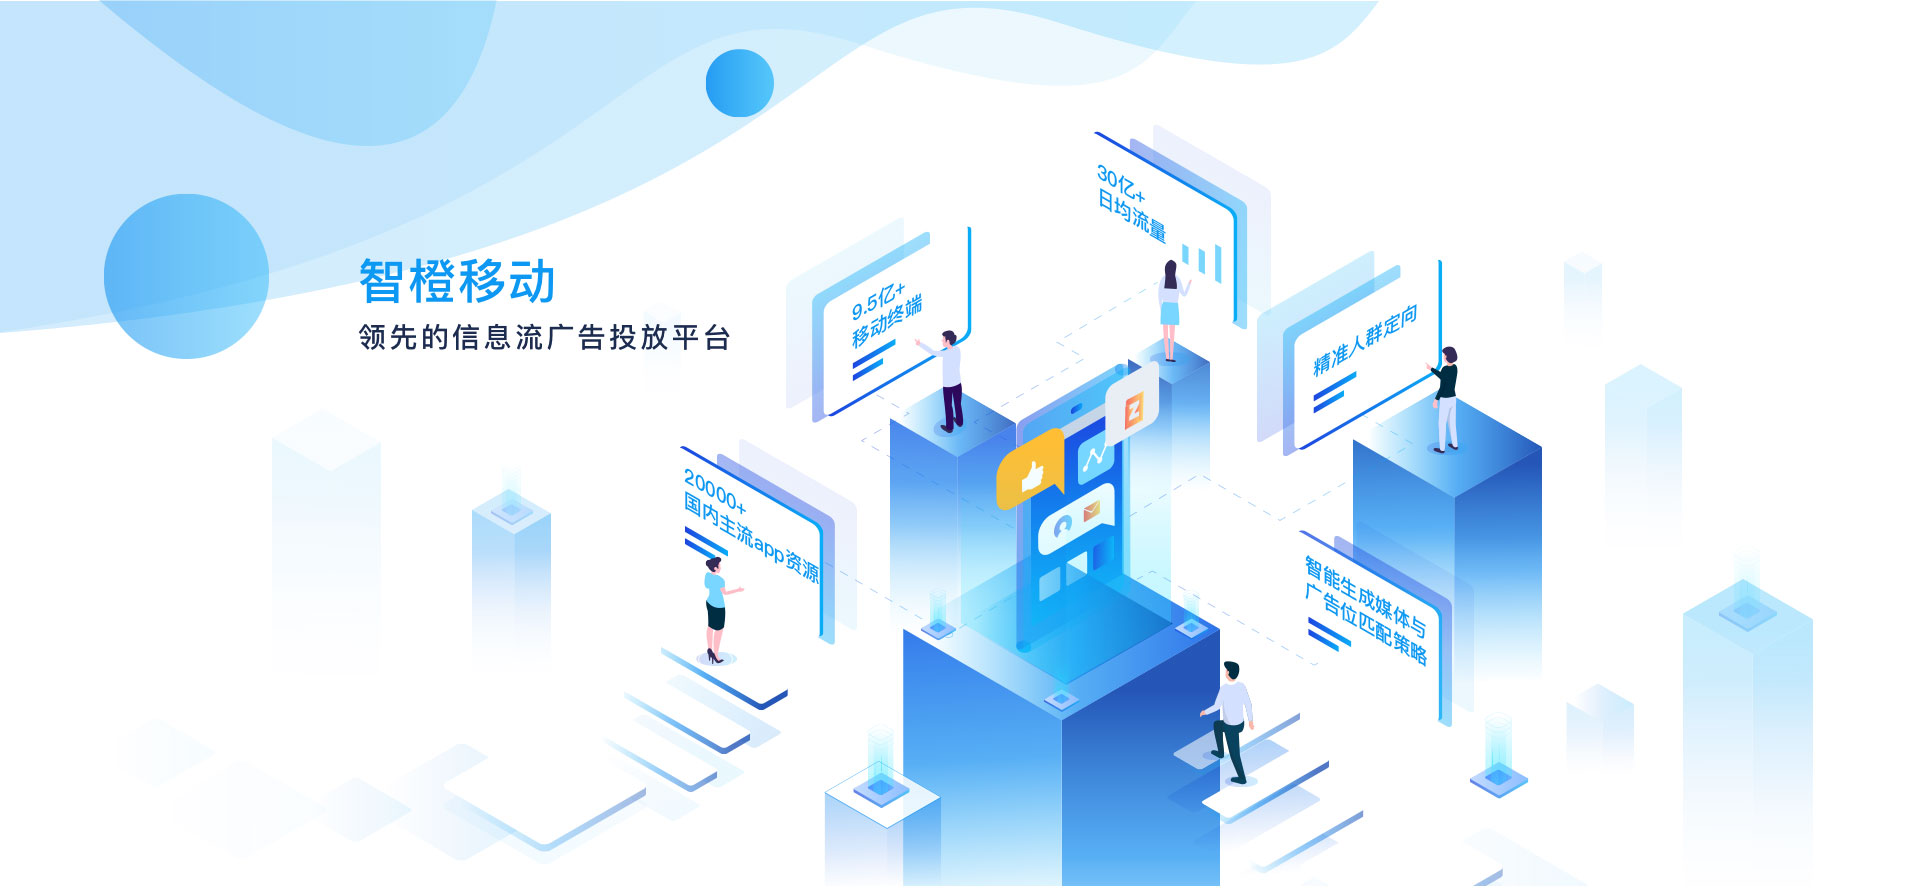 智橙移动
领先的信息流广告投放平台
30亿+
日均流量
9.5亿+
移动终端
精准人群定向
20000+
国内主流app资源
智能生成媒体与
广告位匹配策略
Z